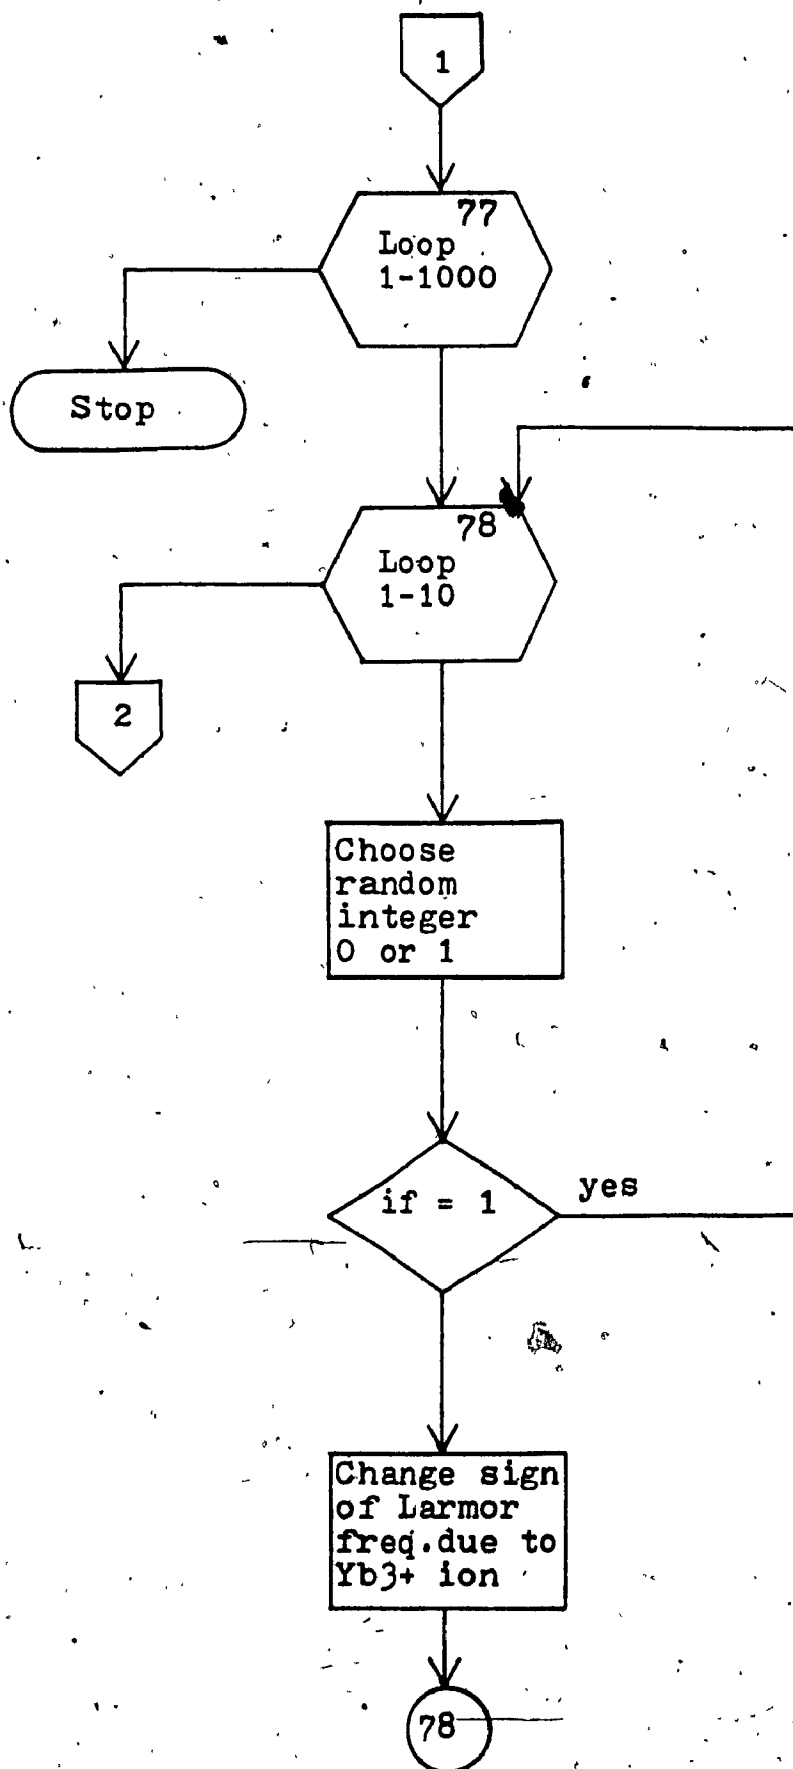 1
77
Loop
1-1000
Stop
78
Loop
1-10
2
Choose
random
integer
0 or 1
if = 1
yes
Change sign
of Larmor
freq.due to
Yb3+ ion
78